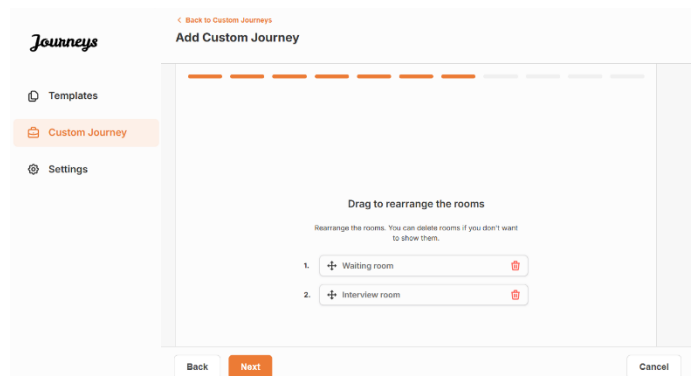 Back to Custom Journeys
Journeys
Add Custom Journey
Templates
Custom Journey
Settings
Drag to rearrange the rooms
Rearrange the rooms. You can delete rooms if you don't want
to show them.
1. Waiting room
2. Interview room
Back Next Cancel